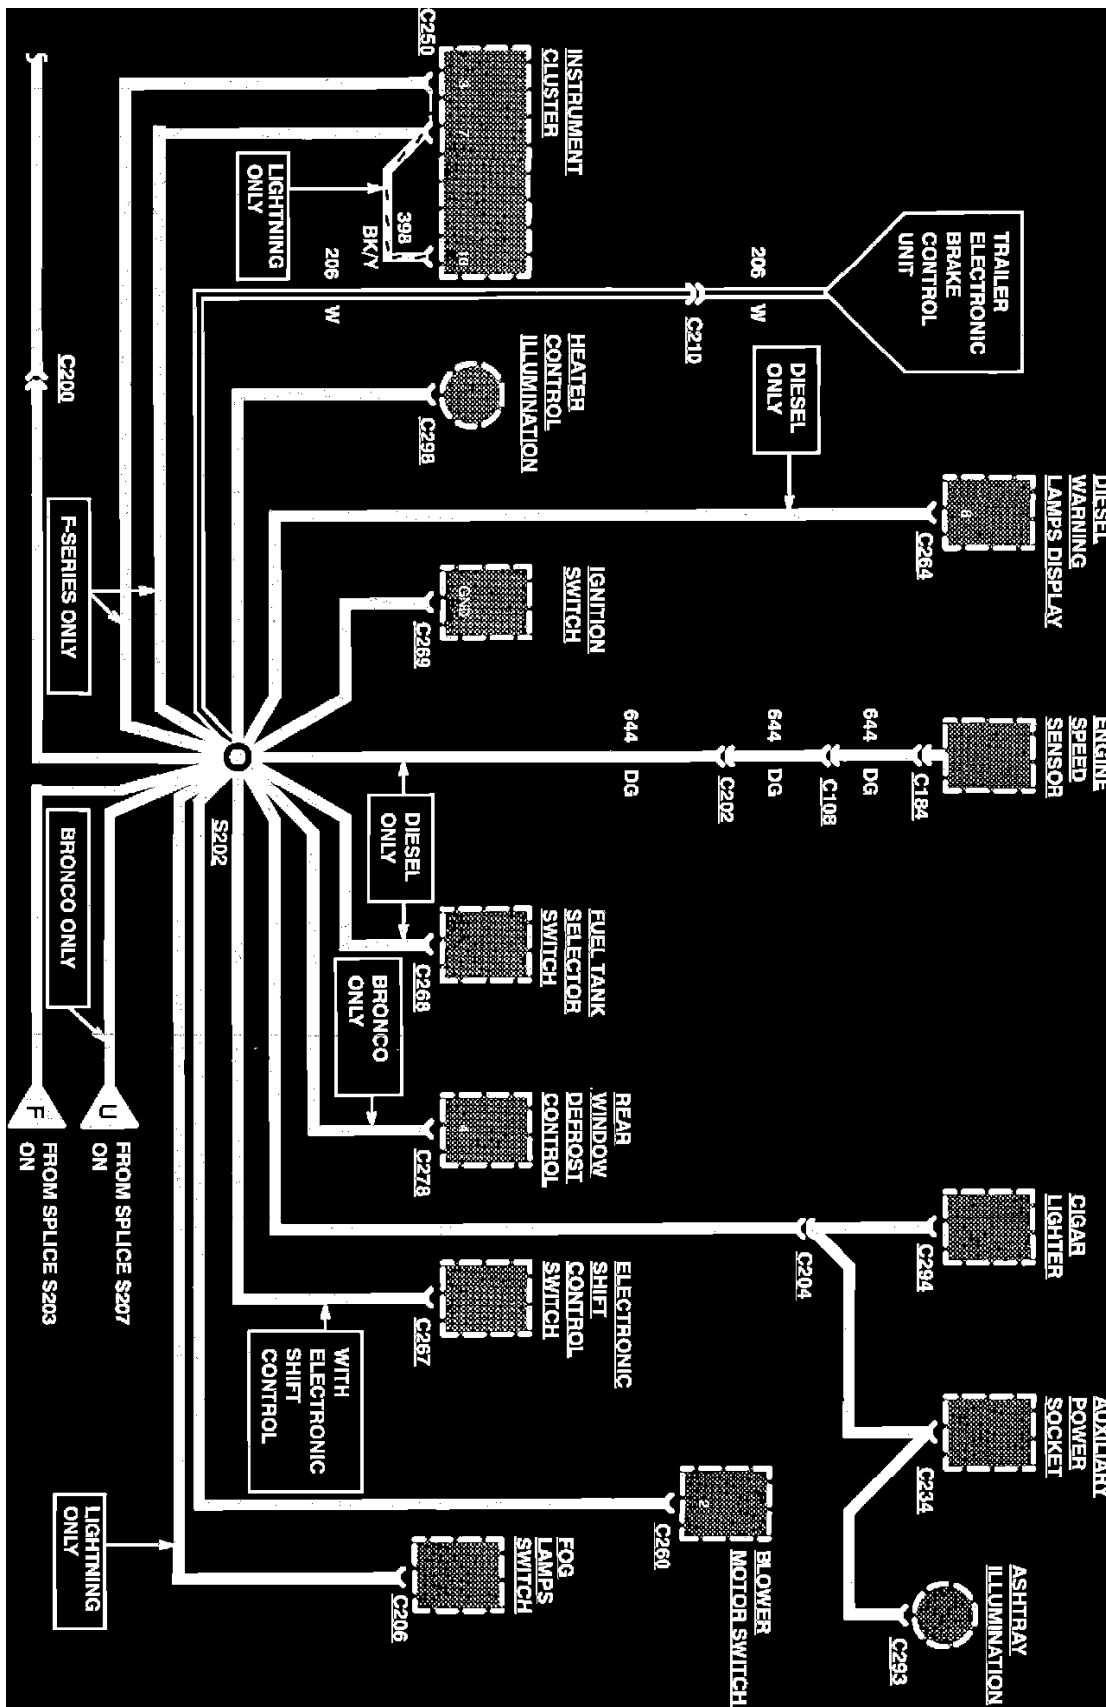 TRAILER
ELECTRONIC
BRAKE
CONTROL
UNIT
206 W
C210
206 W
DIESEL
WARNING
LAMPS DISPLAY
6
C264
DIESEL
ONLY
ENGINE
SPEED
SENSOR
C184
644 DG
C108
644 DG
C202
644 DG
CIGAR
LIGHTER
C294
C204
AUXILIARY
POWER
SOCKET
C234
ASHTRAY
ILLUMINATION
C293
INSTRUMENT
CLUSTER
7
C250
398
BK/Y
LIGHTNING
ONLY
HEATER
CONTROL
ILLUMINATION
C298
IGNITION
SWITCH
GND
C269
FUEL TANK
SELECTOR
SWITCH
C268
DIESEL
ONLY
REAR
WINDOW
DEFROST
CONTROL
4
C278
BRONCO
ONLY
ELECTRONIC
SHIFT
CONTROL
SWITCH
C267
WITH
ELECTRONIC
SHIFT
CONTROL
BLOWER
MOTOR SWITCH
2
C260
FOG
LAMPS
SWITCH
C206
LIGHTNING
ONLY
S202
F-SERIES ONLY
C200
BRONCO ONLY
U
FROM SPLICE S207
ON
F
FROM SPLICE S203
ON